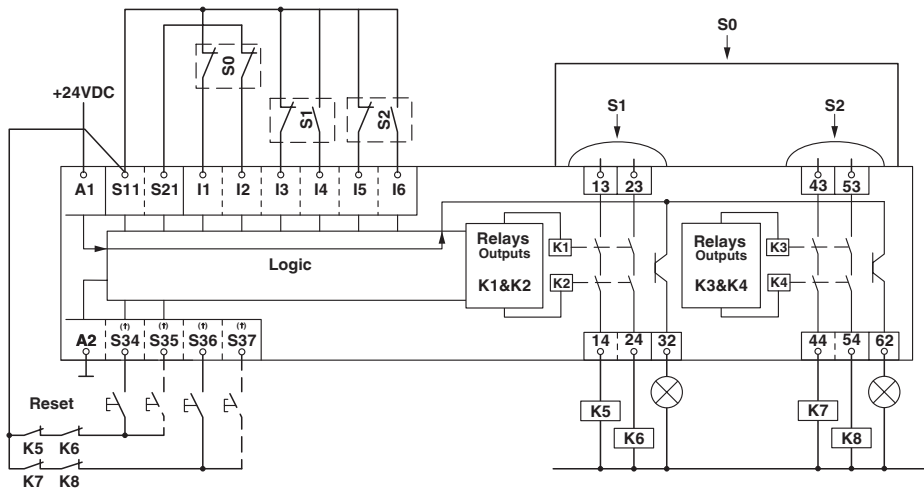 S0
+24VDC
S0
S1
S2
S1
S2
A1 S11 S21 I1 I2 I3 I4 I5 I6
13 23
43 53
Logic
Relays
Outputs
K1&K2
K1
K2
Relays
Outputs
K3&K4
K3
K4
(†) (†) (†) (†)
A2 S34 S35 S36 S37
14 24 32
44 54 62
Reset
K5 K6
K7 K8
K5
K6
K7
K8